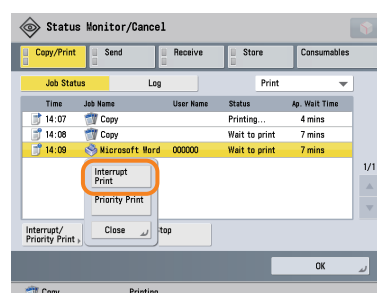 Status Monitor/Cancel
Copy/Print Send Receive Store Consumables
Job Status Log Print
Time Job Name User Name Status Ap. Wait Time
14:07 Copy Printing... 4 mins
14:08 Copy Wait to print 7 mins
14:09 Microsoft Word 000000 Wait to print 7 mins
Interrupt
Print
1/1
Priority Print
Interrupt/
Priority Print
Close
top
OK
Copy Printing